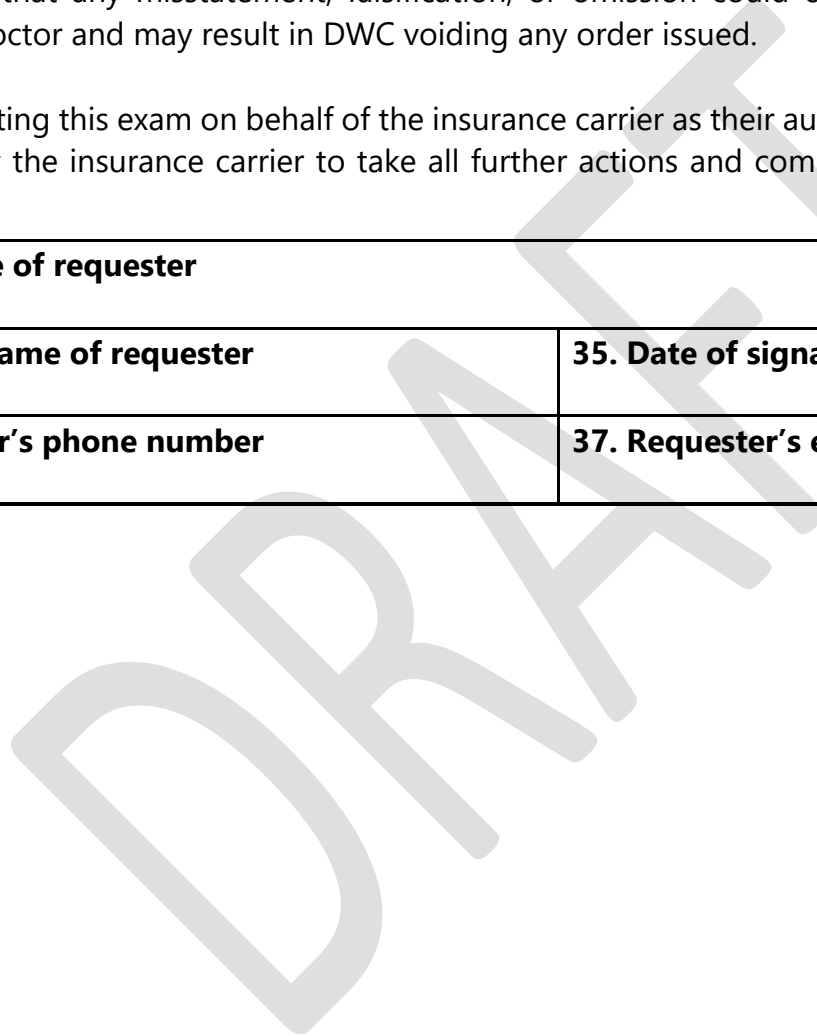 that any misstatement, falsification, or omission could
ctor and may result in DWC voiding any order issued.
ting this exam on behalf of the insurance carrier as their au
the insurance carrier to take all further actions and com
e of requester
ame of requester
35. Date of signa
r’s phone number
37. Requester’s e
DRAFT